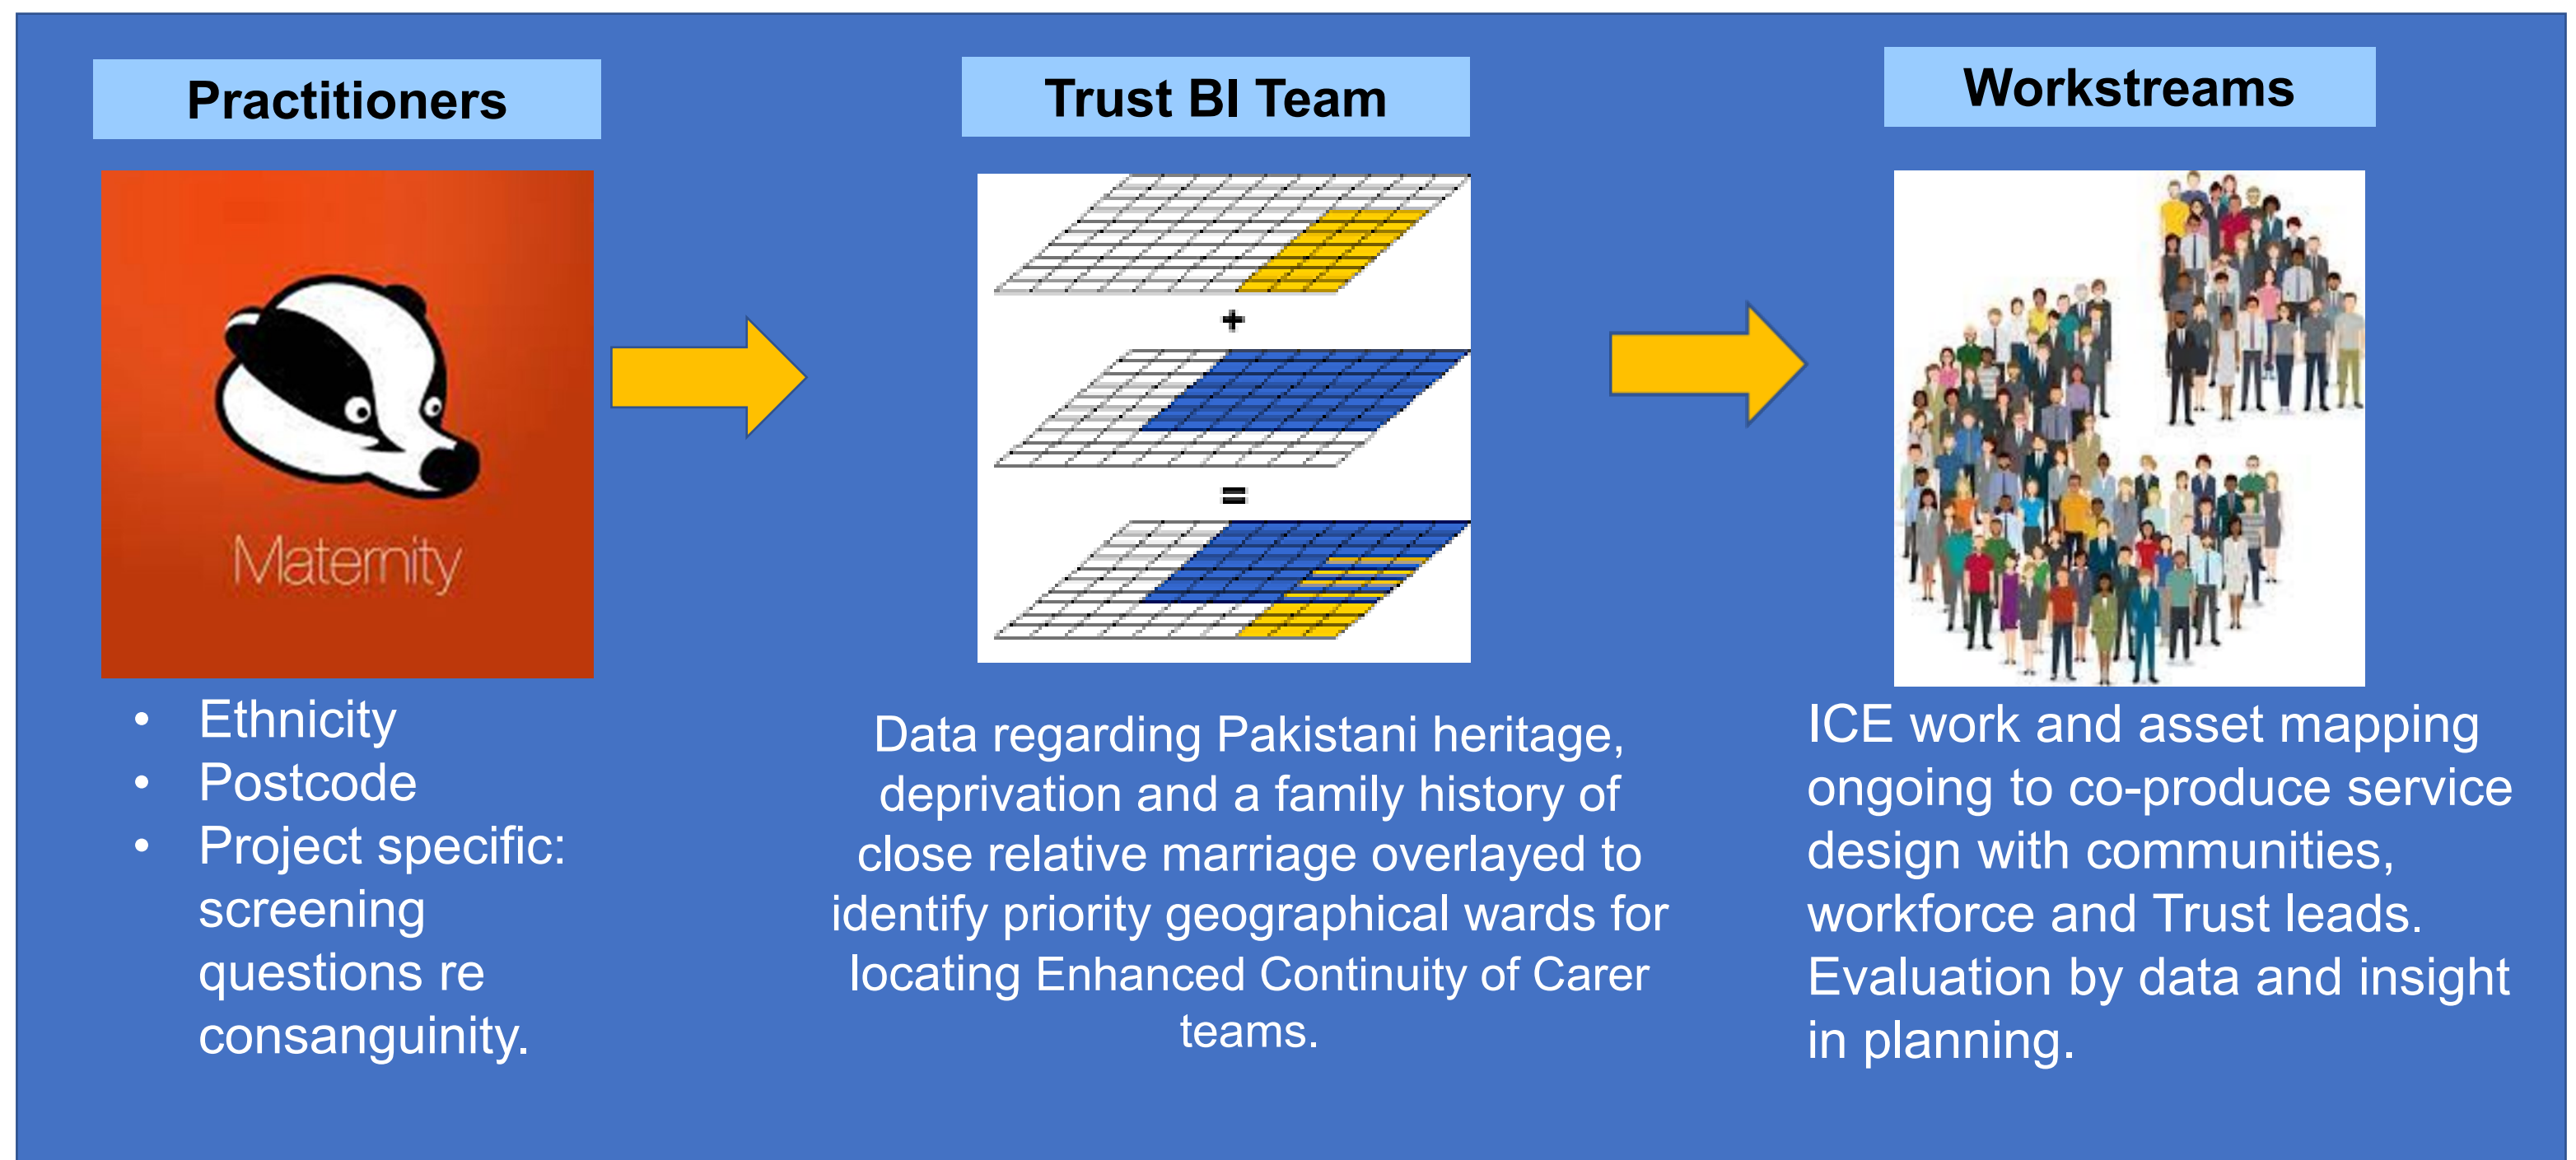 Practitioners
Maternity
• Ethnicity
• Postcode
• Project specific:
screening
questions re
consanguinity.
Trust BI Team
+
=
Data regarding Pakistani heritage,
deprivation and a family history of
close relative marriage overlayed to
identify priority geographical wards for
locating Enhanced Continuity of Carer
teams.
Workstreams
ICE work and asset mapping
ongoing to co-produce service
design with communities,
workforce and Trust leads.
Evaluation by data and insight
in planning.